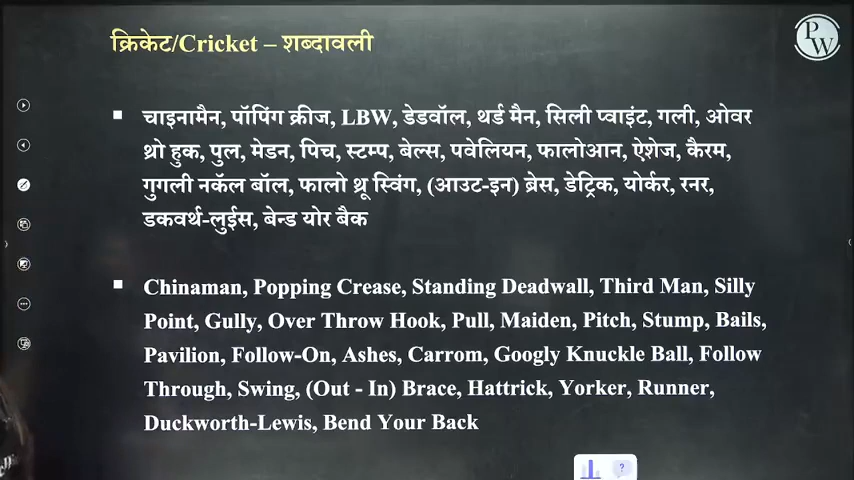 क्रिकेट/Cricket – शब्दावली
PW
▪ चाइनामैन, पॉपिंग क्रीज, LBW, डेडवॉल, थर्ड मैन, सिली प्वाइंट, गली, ओवर
थ्रो हुक, पुल, मेडन, पिच, स्टम्प, बेल्स, पवेलियन, फालोआन, ऐशेज, कैरम,
गुगली नकॅल बॉल, फालो थ्रू स्विंग, (आउट-इन) ब्रेस, डेट्रिक, योर्कर, रनर,
डकवर्थ-लुईस, बेन्ड योर बैक
▪ Chinaman, Popping Crease, Standing Deadwall, Third Man, Silly
Point, Gully, Over Throw Hook, Pull, Maiden, Pitch, Stump, Bails,
Pavilion, Follow-On, Ashes, Carrom, Googly Knuckle Ball, Follow
Through, Swing, (Out - In) Brace, Hattrick, Yorker, Runner,
Duckworth-Lewis, Bend Your Back